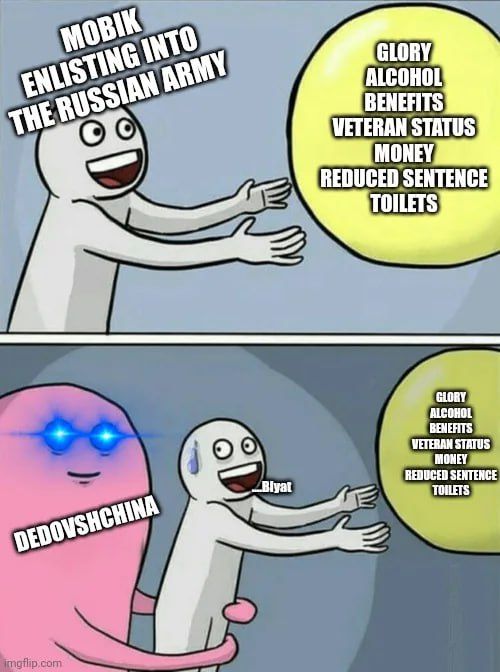 MOBIK
ENLISTING INTO
THE RUSSIAN ARMY
GLORY
ALCOHOL
BENEFITS
VETERAN STATUS
MONEY
REDUCED SENTENCE
TOILETS
GLORY
ALCOHOL
BENEFITS
VETERAN STATUS
MONEY
REDUCED SENTENCE
TOILETS
...Blyat
DEDOVSHCHINA
imgflip.com